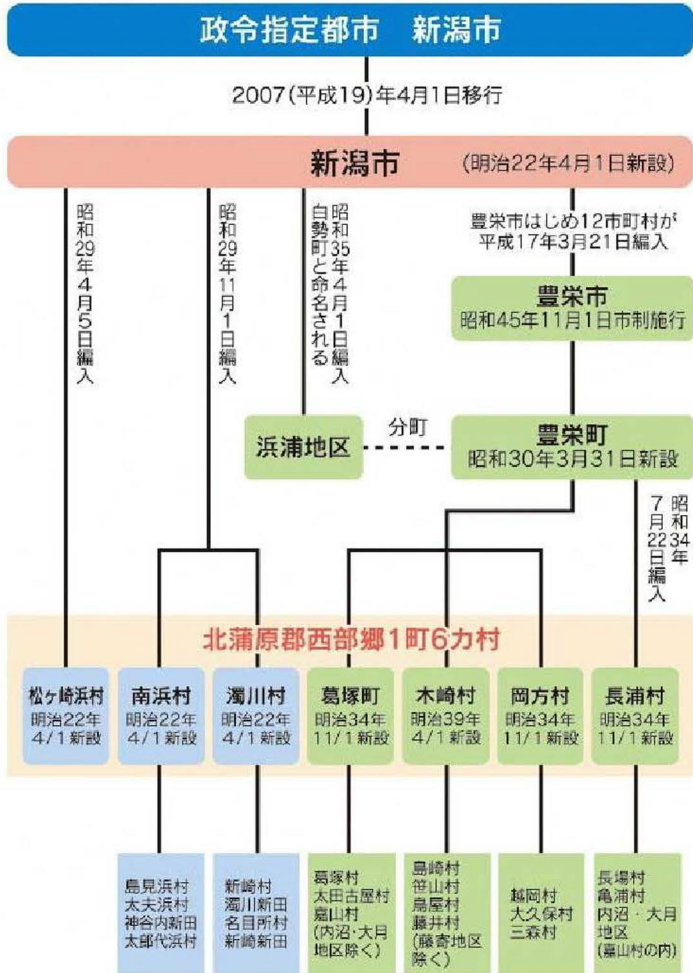 政令指定都市　新潟市
2007(平成19)年4月1日移行
新潟市
(明治22年4月1日新設)
昭和29年4月5日編入
昭和29年11月1日編入
昭和35年4月1日編入
白勢町と命名される
豊栄市はじめ12市町村が
平成17年3月21日編入
豊栄市
昭和45年11月1日市制施行
浜浦地区
分町
豊栄町
昭和30年3月31日新設
昭和34年
7月22日編入
北蒲原郡西部郷1町6カ村
松ヶ崎浜村
明治22年
4/1新設
南浜村
明治22年
4/1新設
濁川村
明治22年
4/1新設
葛塚町
明治34年
11/1新設
木崎村
明治39年
4/1新設
岡方村
明治34年
11/1新設
長浦村
明治34年
11/1新設
島見浜村
太夫浜村
神谷内新田
太郎代浜村
新崎村
濁川新田
名目所村
新崎新田
葛塚村
太田古屋村
嘉山村
(内沼・大月
地区除く)
島崎村
笹山村
鳥屋村
藤井村
(藤寄地区
除く)
越岡村
大久保村
三森村
長場村
亀浦村
内沼・大月
地区
(嘉山村の内)